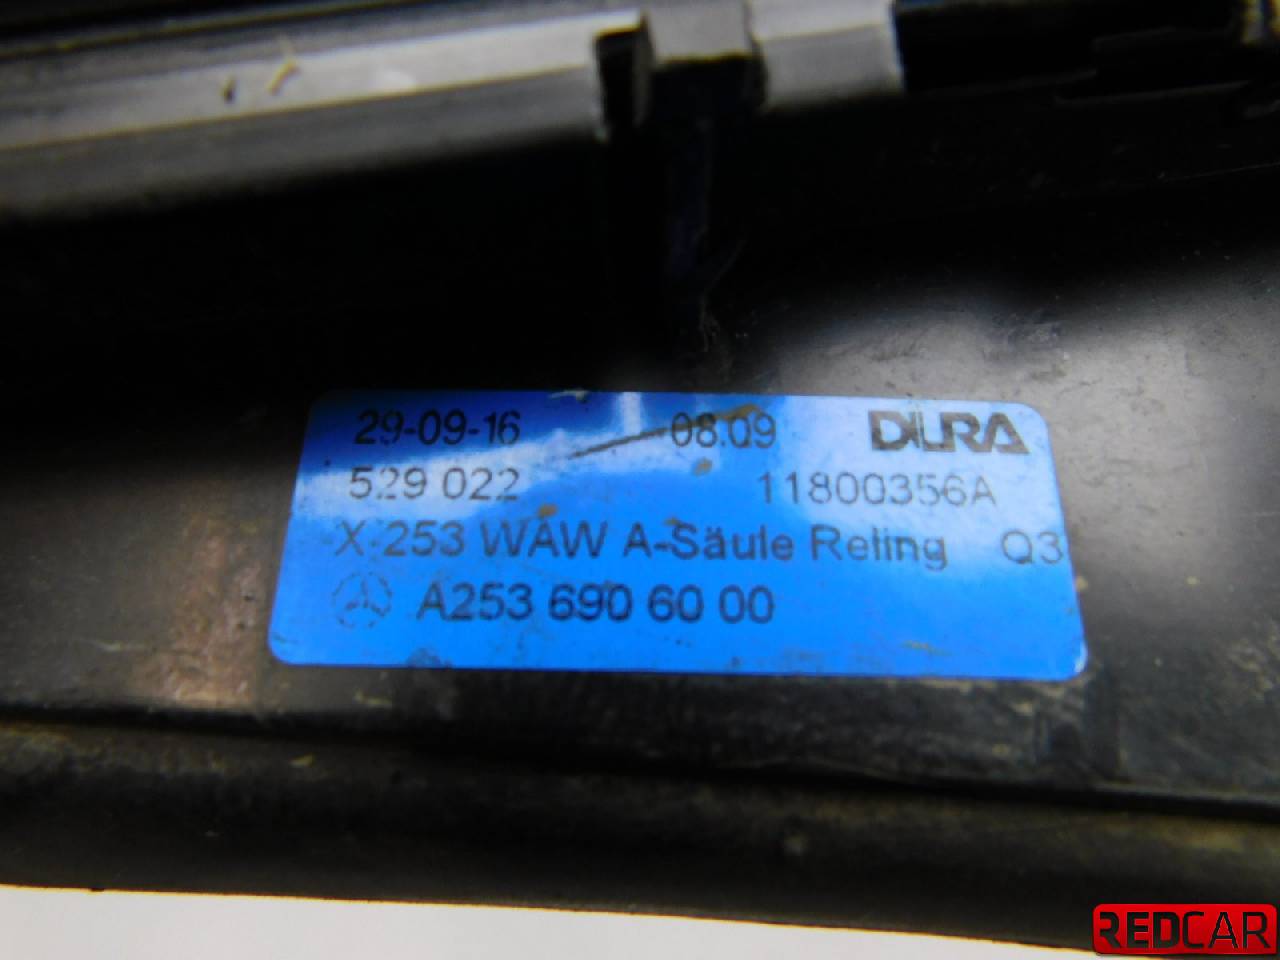 29-09-16 08:09 DURA
529 022 11800356A
X 253 WAW A-Säule Reling Q3
A253 690 60 00
REDCAR